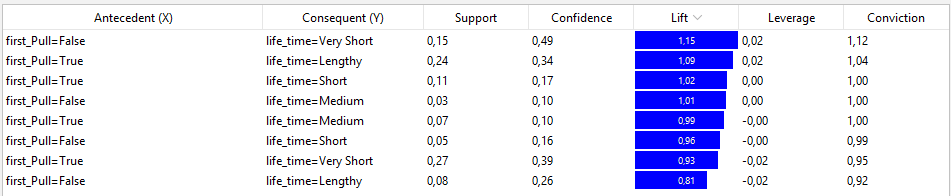 Antecedent (X) Consequent (Y) Support Confidence Lift Leverage Conviction
first_Pull=False life_time=Very Short 0,15 0,49 1,15 0,02 1,12
first_Pull=True life_time=Lengthy 0,24 0,34 1,09 0,02 1,04
first_Pull=True life_time=Short 0,11 0,17 1,02 0,00 1,00
first_Pull=False life_time=Medium 0,03 0,10 1,01 0,00 1,00
first_Pull=True life_time=Medium 0,07 0,10 0,99 -0,00 1,00
first_Pull=False life_time=Short 0,05 0,16 0,96 -0,00 0,99
first_Pull=True life_time=Very Short 0,27 0,39 0,93 -0,02 0,95
first_Pull=False life_time=Lengthy 0,08 0,26 0,81 -0,02 0,92